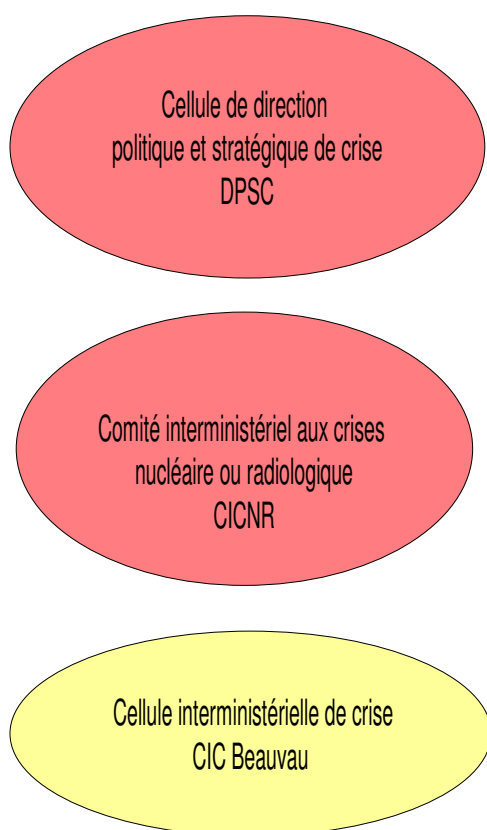 Cellule de direction
politique et stratégique de crise
DPSC
Comité interministériel aux crises
nucléaire ou radiologique
CICNR
Cellule interministérielle de crise
CIC Beauvau